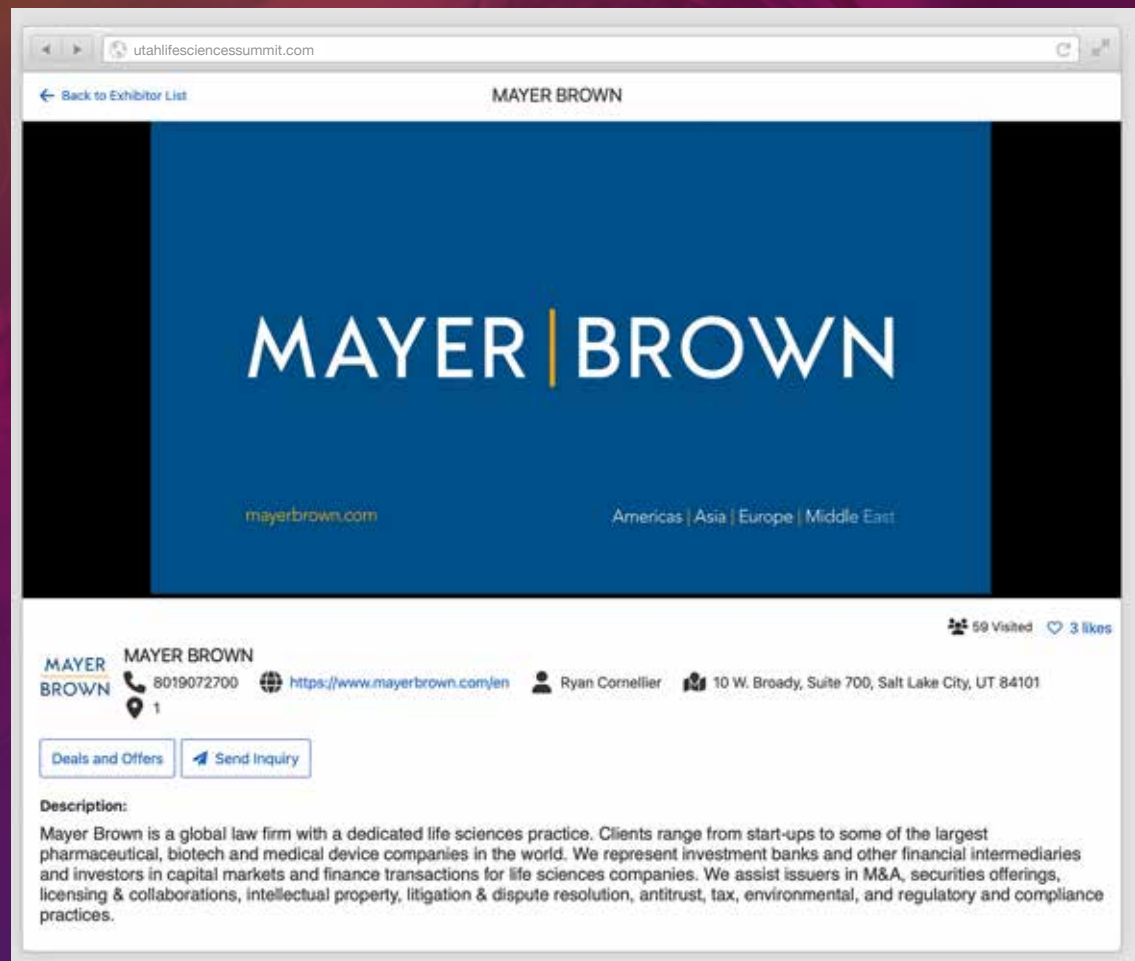 utahlifesciencessummit.com
← Back to Exhibitor List
MAYER BROWN
MAYER | BROWN
mayerbrown.com
Americas | Asia | Europe | Middle East
59 Visited 3 likes
MAYER
BROWN
MAYER BROWN
8019072700 https://www.mayerbrown.com/en Ryan Cornellier 10 W. Broady, Suite 700, Salt Lake City, UT 84101
1
Deals and Offers Send Inquiry
Description:
Mayer Brown is a global law firm with a dedicated life sciences practice. Clients range from start-ups to some of the largest
pharmaceutical, biotech and medical device companies in the world. We represent investment banks and other financial intermediaries
and investors in capital markets and finance transactions for life sciences companies. We assist issuers in M&A, securities offerings,
licensing & collaborations, intellectual property, litigation & dispute resolution, antitrust, tax, environmental, and regulatory and compliance
practices.